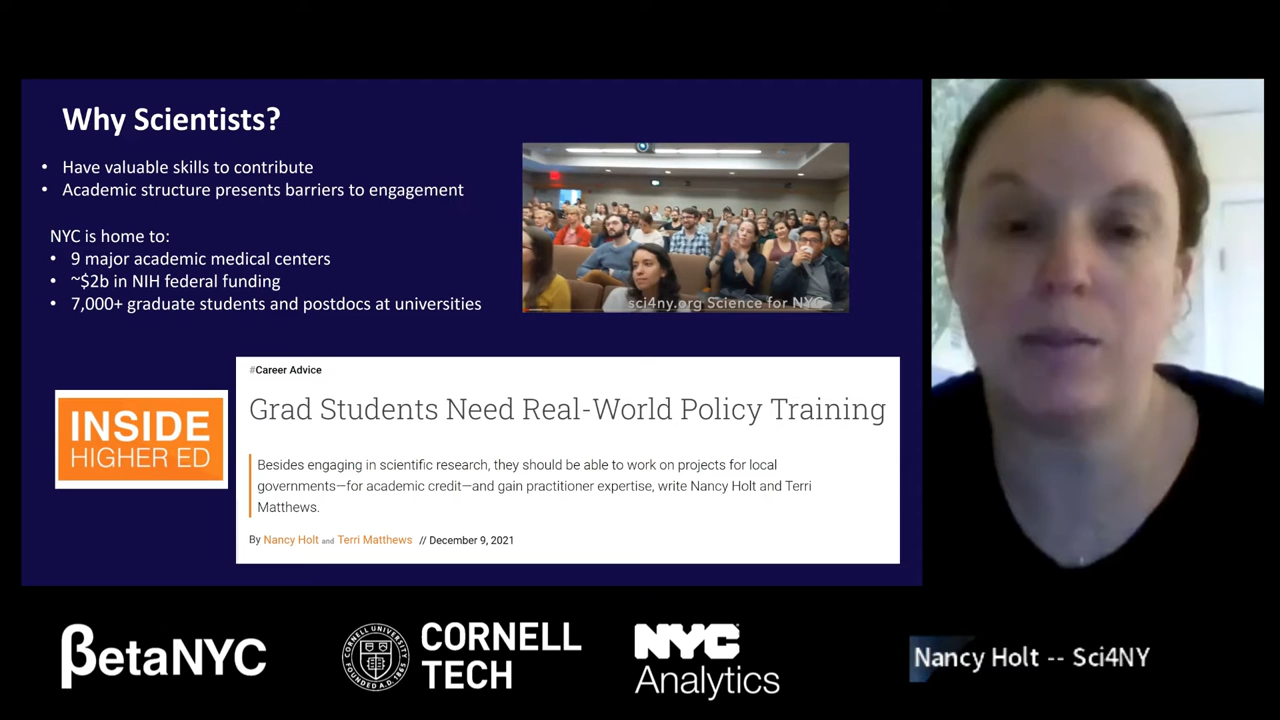 Why Scientists?
• Have valuable skills to contribute
• Academic structure presents barriers to engagement
NYC is home to:
• 9 major academic medical centers
• ~$2b in NIH federal funding
• 7,000+ graduate students and postdocs at universities
sci4ny.org Science for NYC
#Career Advice
Grad Students Need Real-World Policy Training
INSIDE
HIGHER ED
Besides engaging in scientific research, they should be able to work on projects for local
governments—for academic credit—and gain practitioner expertise, write Nancy Holt and Terri
Matthews.
By Nancy Holt and Terri Matthews // December 9, 2021
βetaNYC
CORNELL
TECH
NYC
Analytics
Nancy Holt -- Sci4NY